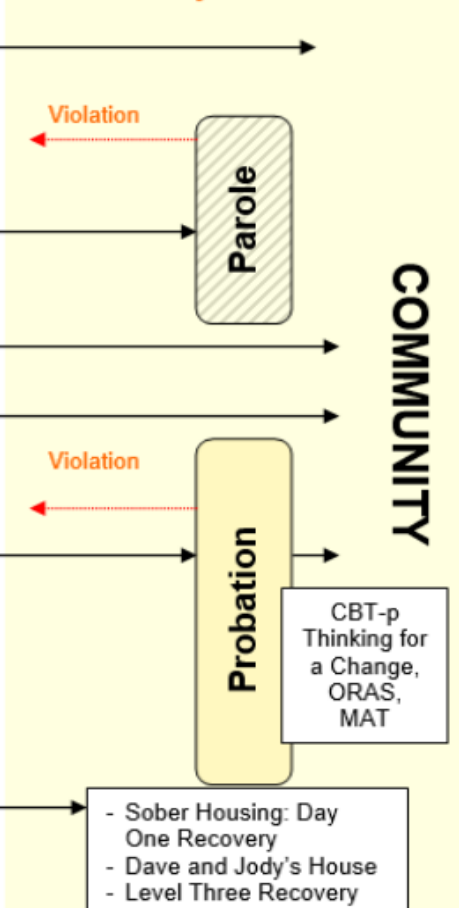 Violation
Parole
COMMUNITY
Violation
Probation
CBT-p
Thinking for
a Change,
ORAS,
MAT
- Sober Housing: Day
One Recovery
- Dave and Jody's House
- Level Three Recovery